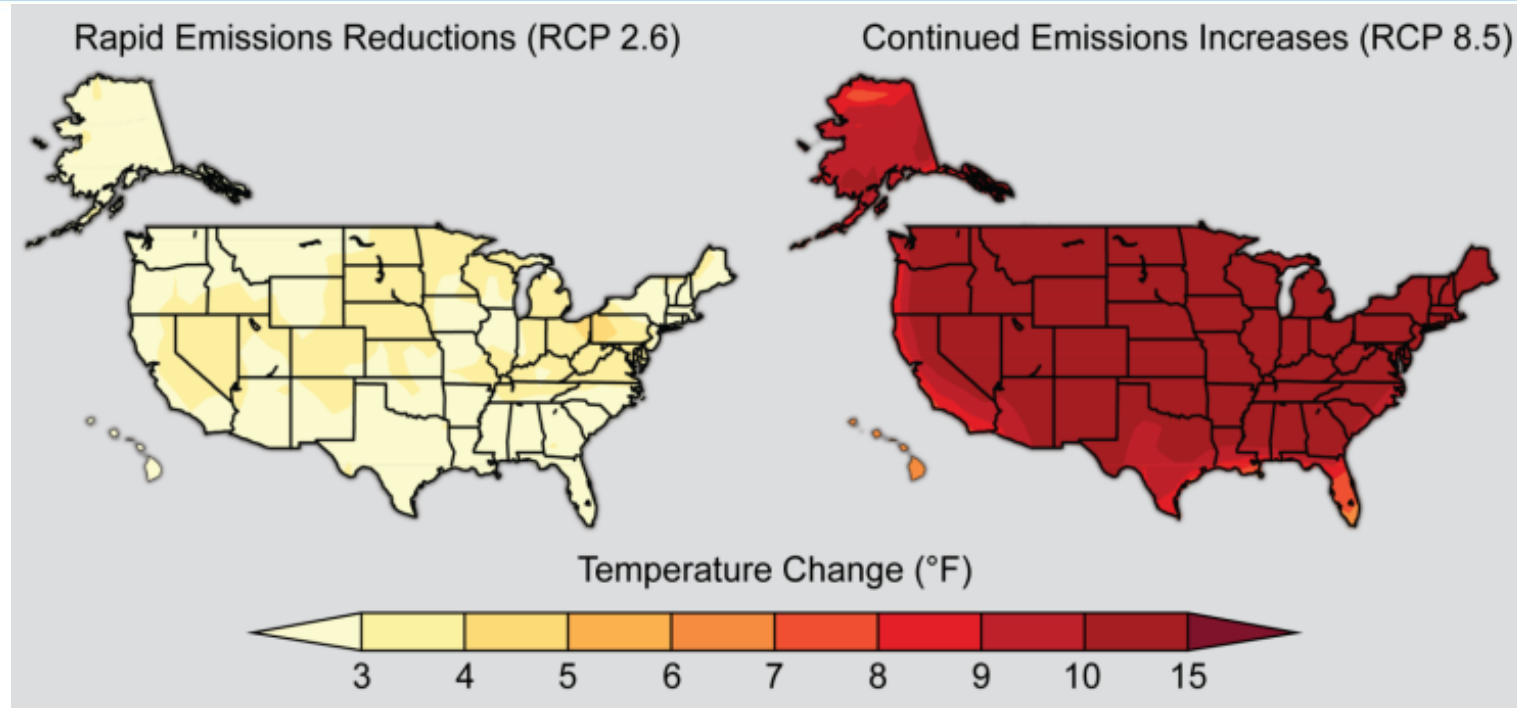 Rapid Emissions Reductions (RCP 2.6)
Continued Emissions Increases (RCP 8.5)
Temperature Change (°F)
3 4 5 6 7 8 9 10 15